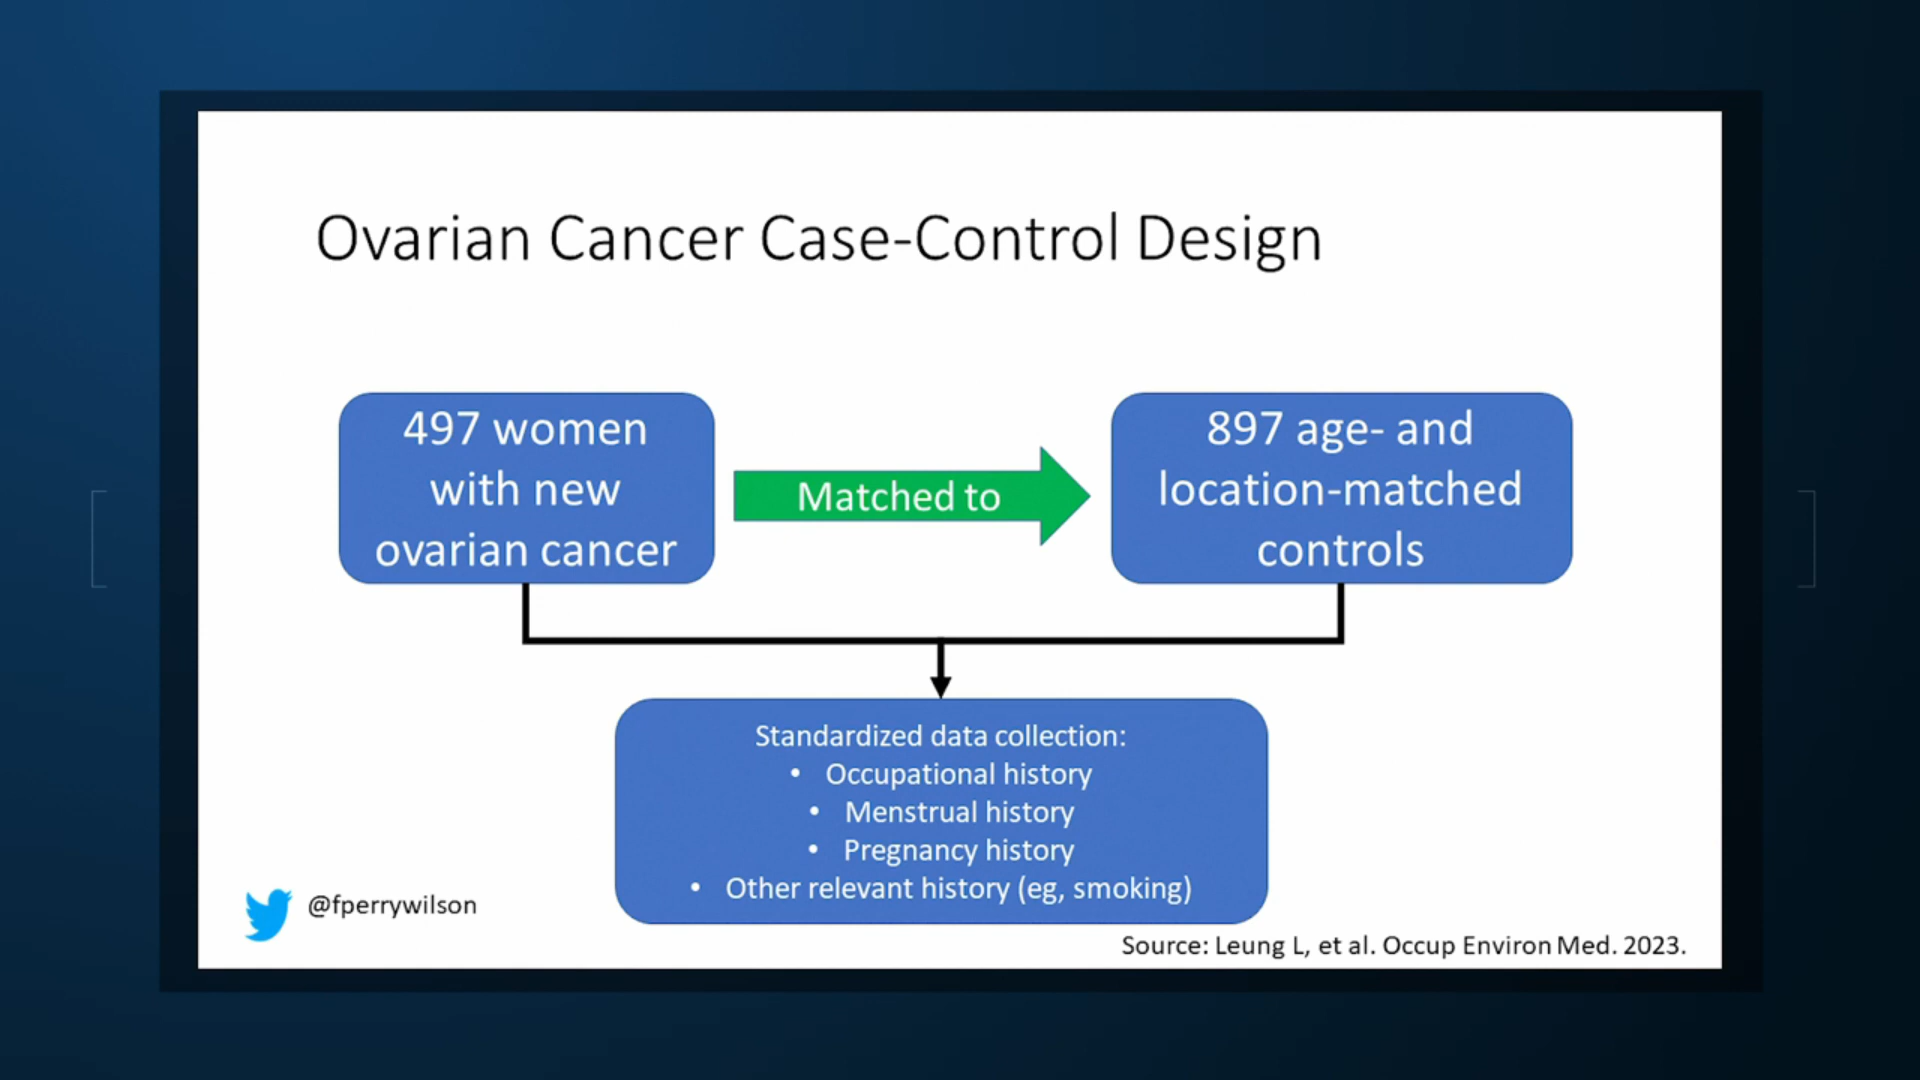 Ovarian Cancer Case-Control Design
497 women
with new
ovarian cancer
Matched to
897 age- and
location-matched
controls
Standardized data collection:
• Occupational history
• Menstrual history
• Pregnancy history
• Other relevant history (eg, smoking)
@fperrywilson
Source: Leung L, et al. Occup Environ Med. 2023.